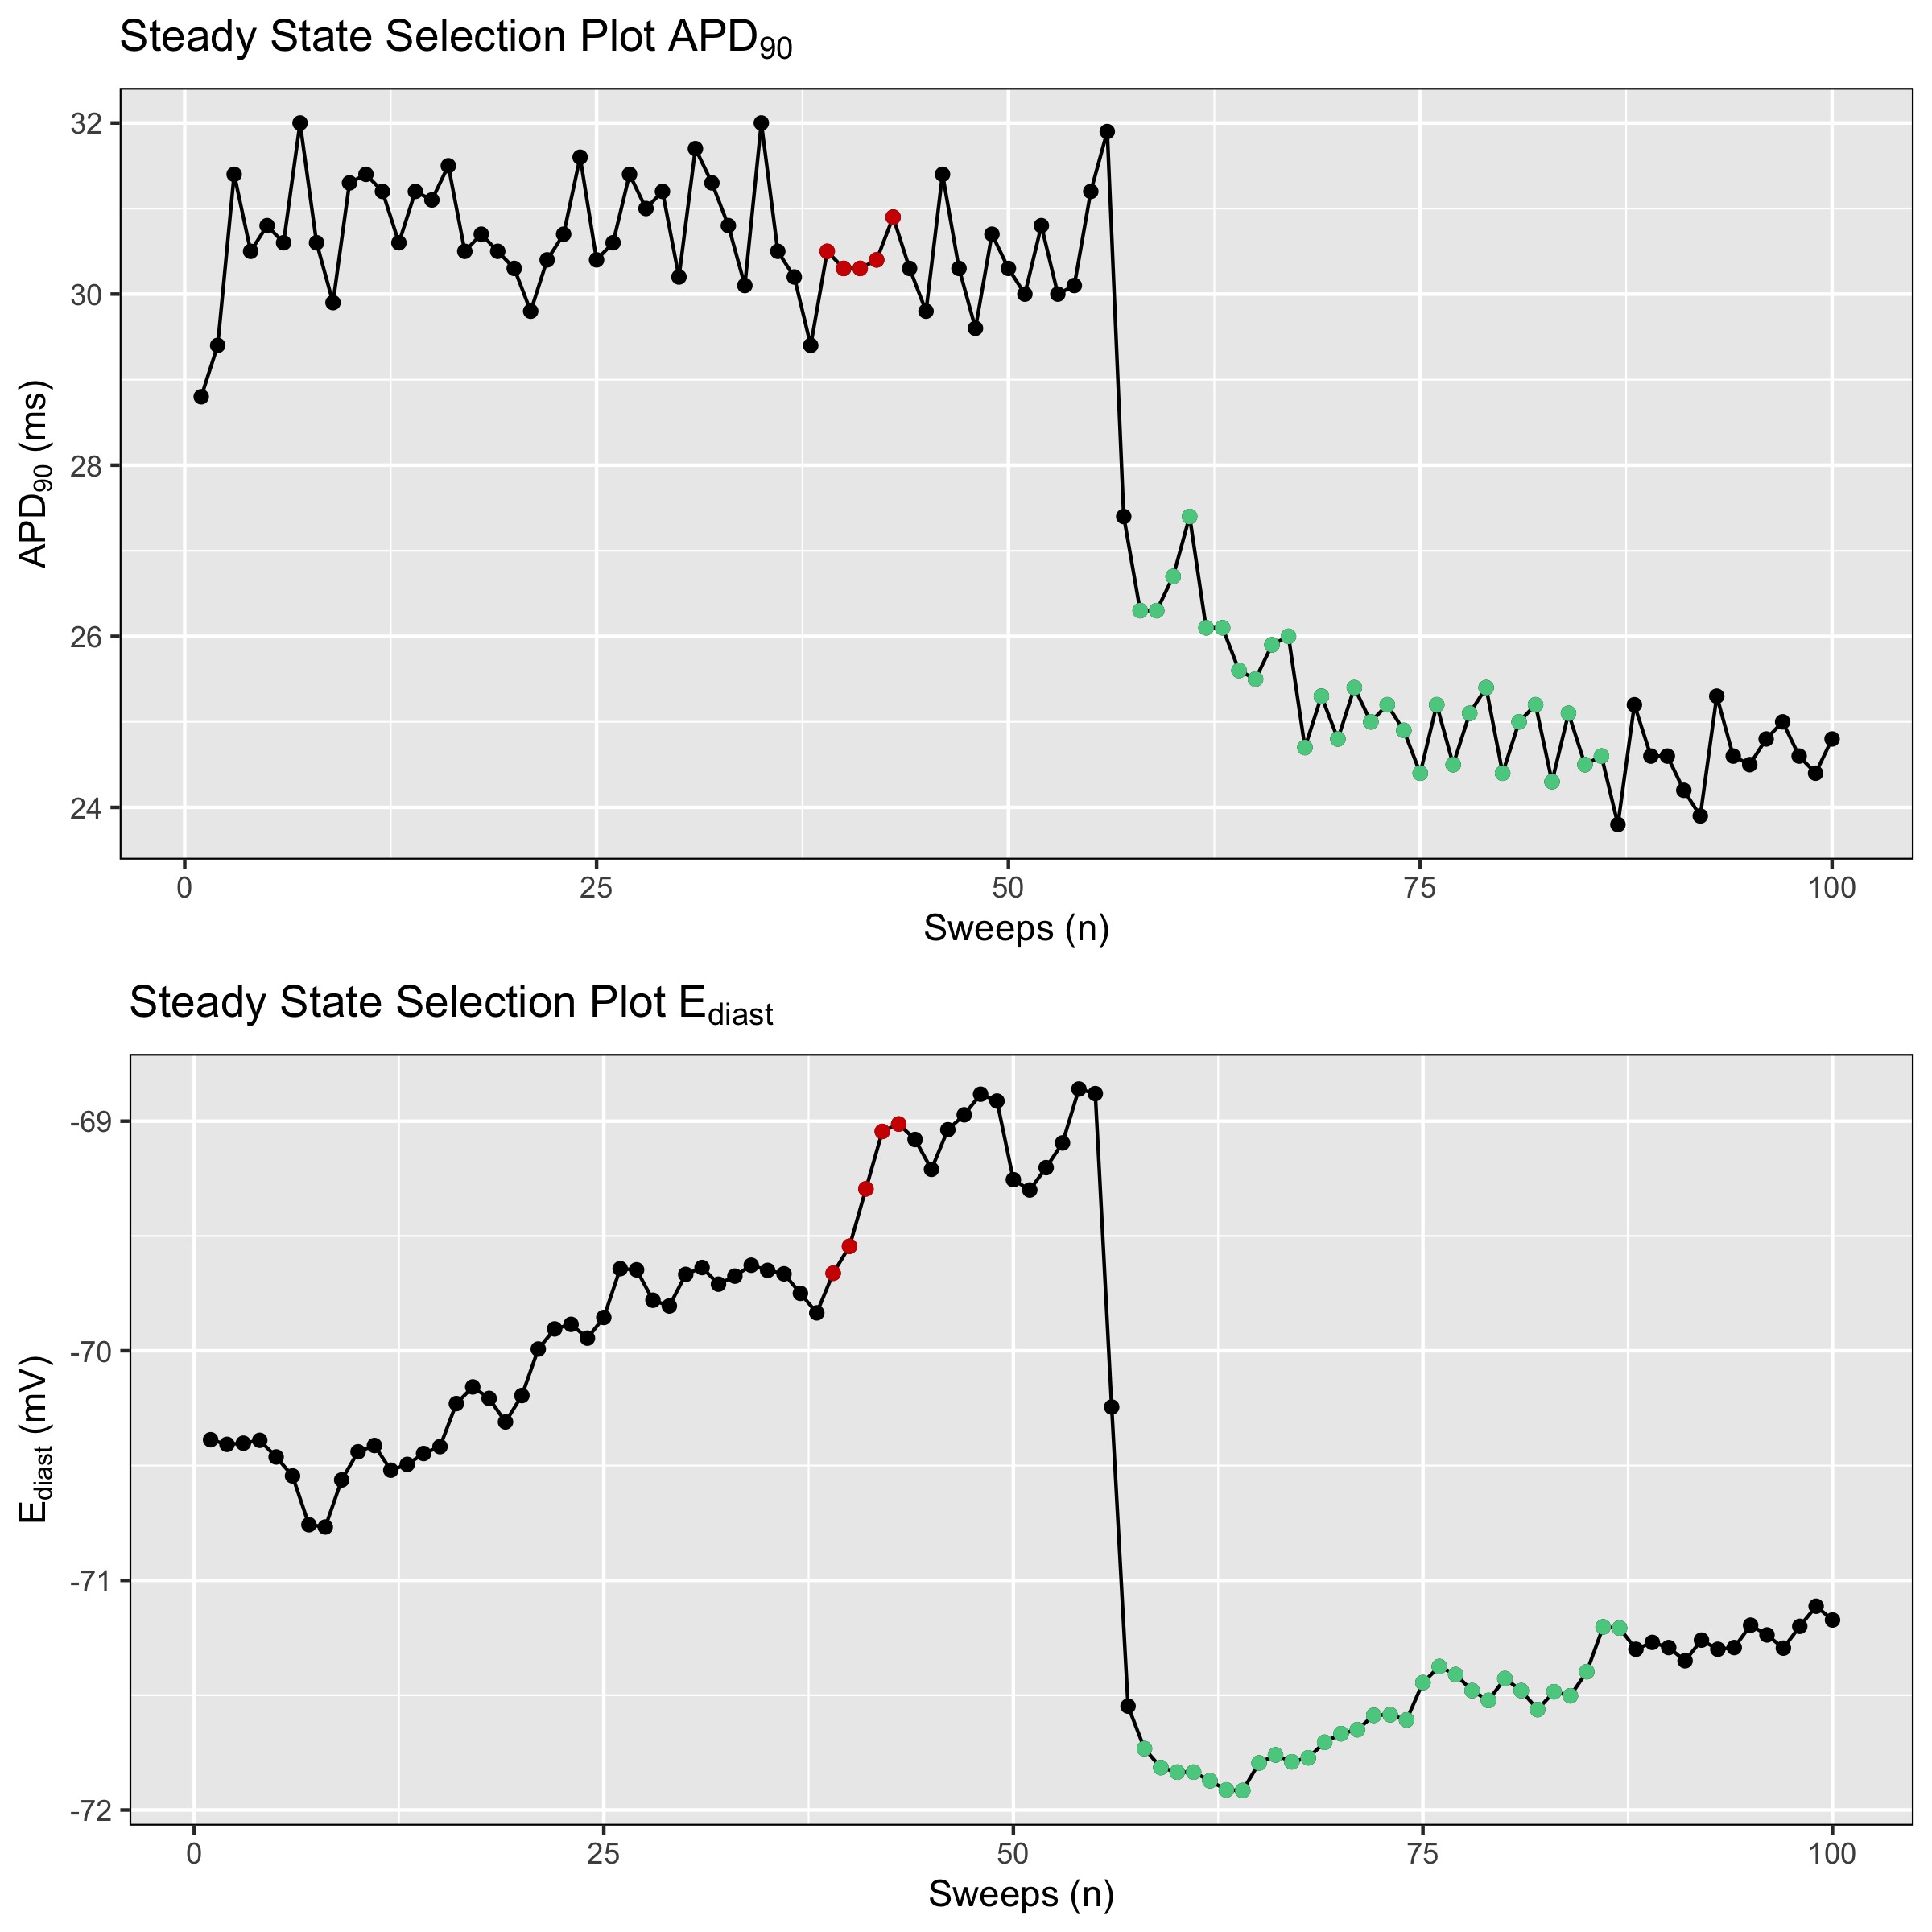 Steady State Selection Plot APD90
32
30
28
26
24
APD90 (ms)
0 25 50 75 100
Sweeps (n)
Steady State Selection Plot Ediast
-69
-70
-71
-72
Ediast (mV)
0 25 50 75 100
Sweeps (n)